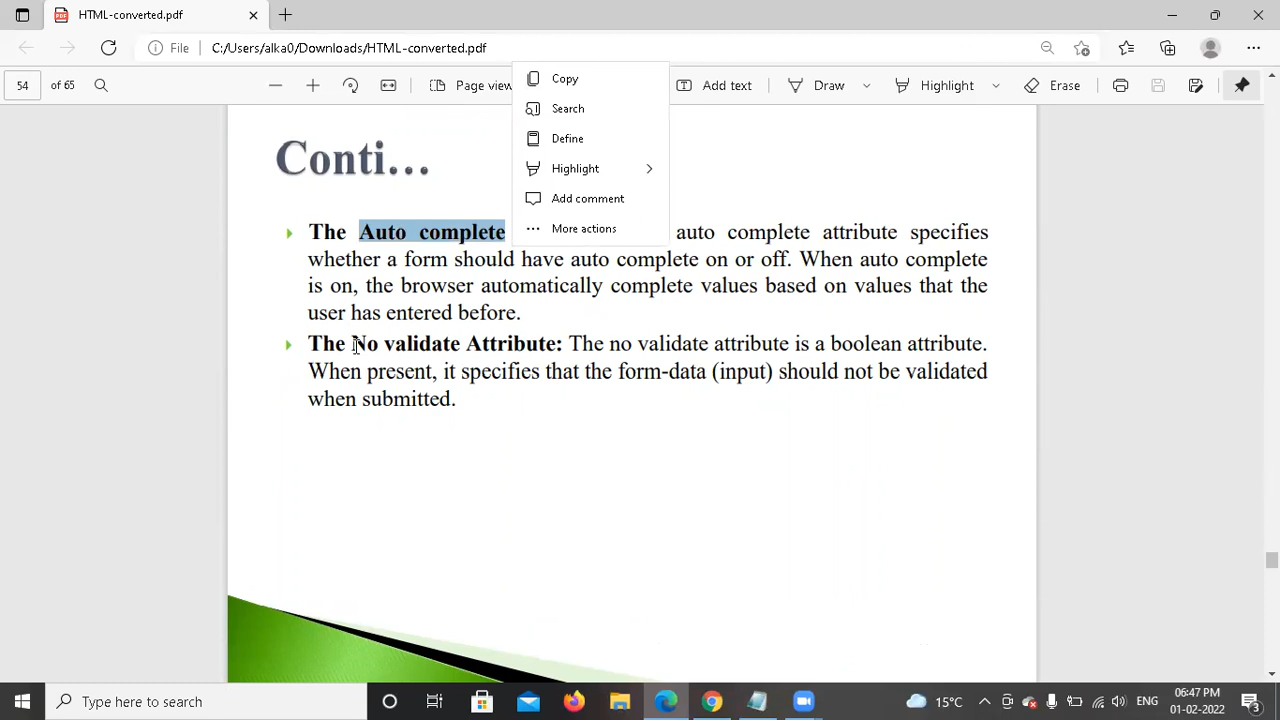 HTML-converted.pdf
File C:/Users/alka0/Downloads/HTML-converted.pdf
54 of 65 Page view Add text Draw Highlight Erase
Copy
Search
Define
Highlight
Add comment
More actions
Conti…
The Auto complete auto complete attribute specifies
whether a form should have auto complete on or off. When auto complete
is on, the browser automatically complete values based on values that the
user has entered before.
The No validate Attribute: The no validate attribute is a boolean attribute.
When present, it specifies that the form-data (input) should not be validated
when submitted.
Type here to search
15°C ENG 06:47 PM
01-02-2022
3